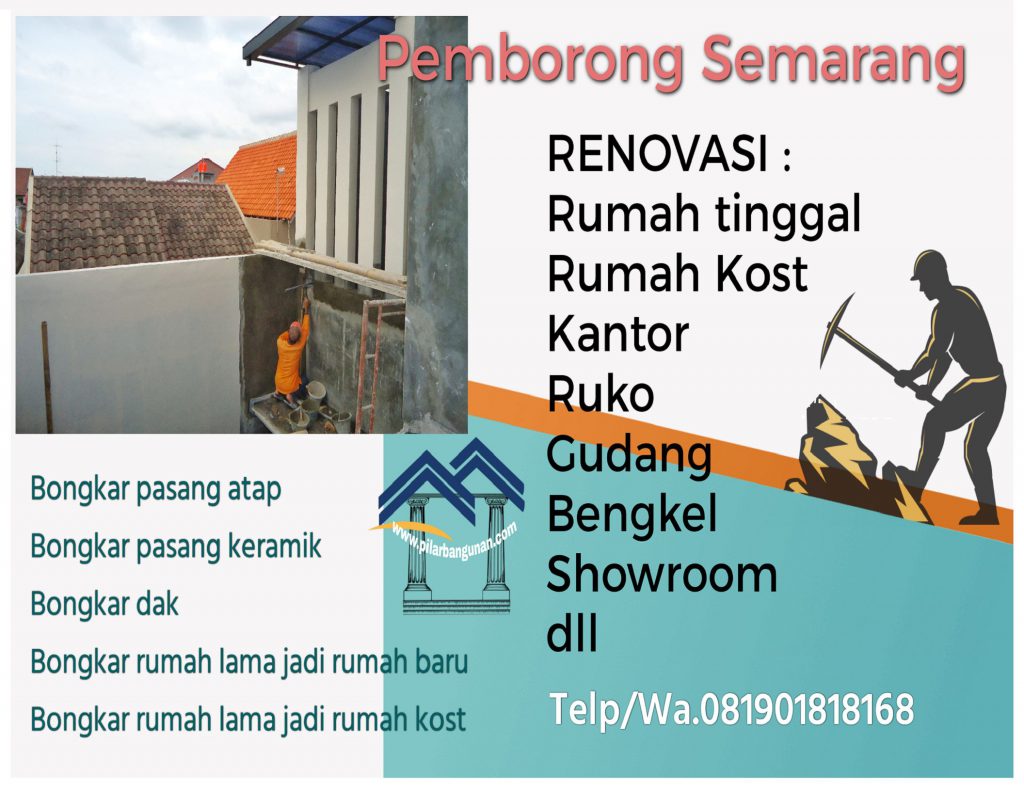 Pemborong Semarang
RENOVASI :
Rumah tinggal
Rumah Kost
Kantor
Ruko
Gudang
Bengkel
Showroom
dll
Telp/Wa.081901818168
Bongkar pasang atap
Bongkar pasang keramik
Bongkar dak
Bongkar rumah lama jadi rumah baru
Bongkar rumah lama jadi rumah kost
www.pilarbangunan.com